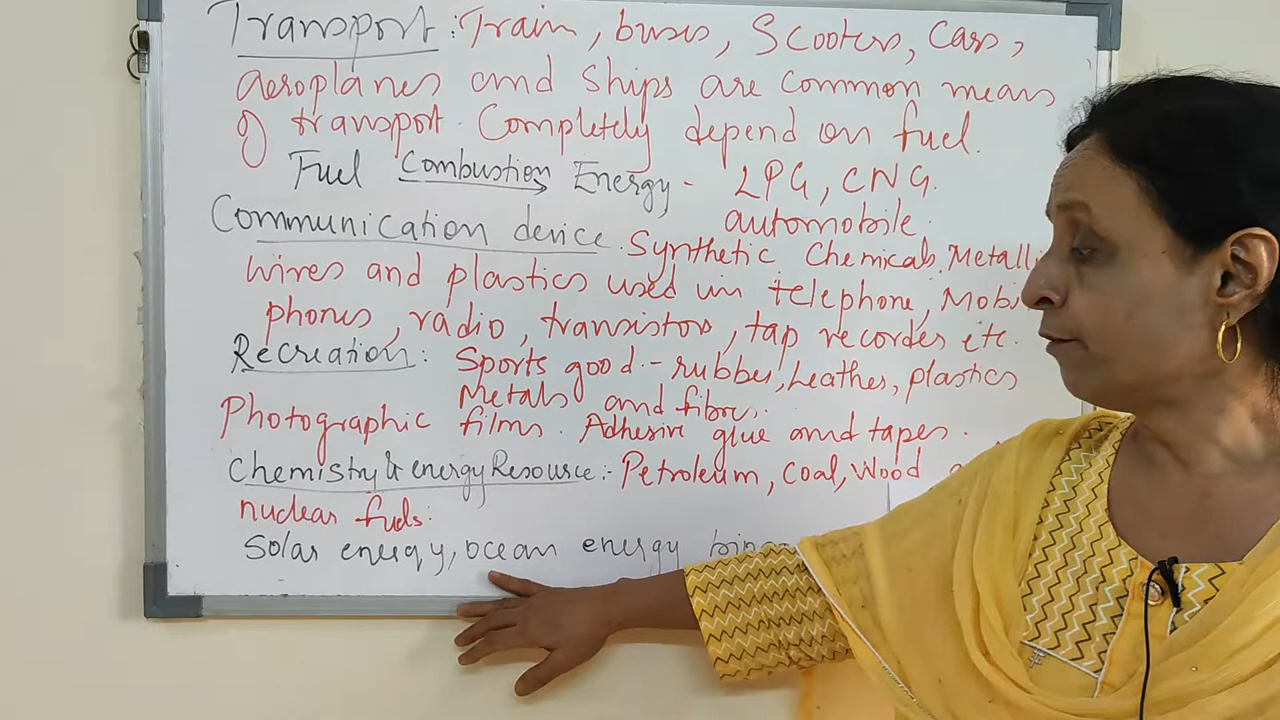 Transport : Train, buses, Scooters, Cars,
aeroplanes and ships are common means
of transport. Completely depend on fuel.
Fuel Combustion Energy - LPG, CNG.
automobile.
Communication device. Synthetic Chemicals. Metalli
wires and plastics used in telephone, Mobi
phones, radio, transistors, tap recorder etc.
Recreation : Sports good - rubber, Leather, plastics
Metals and fibres.
Photographic films. Adhesive glue and tapes.
Chemistry & energy Resource :- Petroleum, Coal, Wood
nuclear fuels.
Solar energy, ocean energy